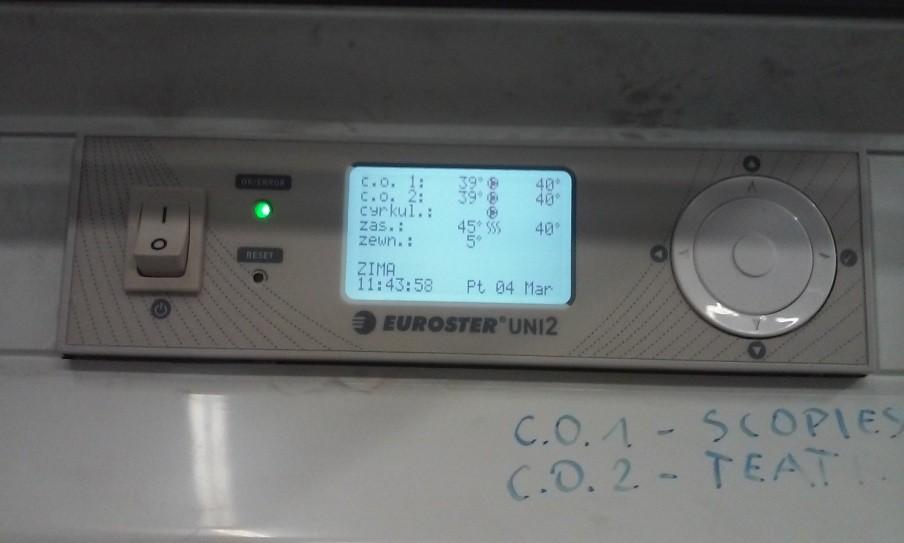 OK/ERROR
RESET
I
O
c.o. 1: 39° 40°
c.o. 2: 39° 40°
cyrkul.:
zas.: 45° 40°
zewn.: 5°
ZIMA
11:43:58 Pt 04 Mar
EUROSTER® UNI2
C.O.1 - SCOPIES
C.O.2 - TEAT